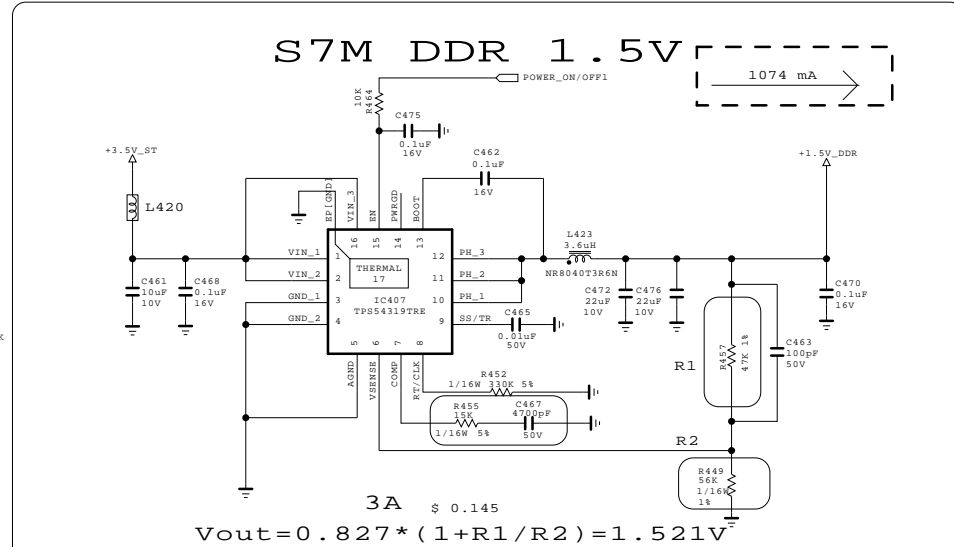 S7M DDR 1.5V
1074 mA
POWER_ON/OFF1
10K
R464
C475
0.1uF
16V
+3.5V_ST
L420
C462
0.1uF
16V
+1.5V_DDR
EP[GND]
VIN_3
EN
PWRGD
BOOT
16
15
14
13
VIN_1
1
VIN_2
2
GND_1
3
GND_2
4
THERMAL
17
IC407
TPS54319TRE
12
PH_3
11
PH_2
10
PH_1
9
SS/TR
L423
3.6uH
NR8040T3R6N
C461
10uF
10V
C468
0.1uF
16V
C465
0.01uF
50V
C472
22uF
10V
C476
22uF
10V
C470
0.1uF
16V
5
6
7
8
AGND
VSENSE
COMP
RT/CLK
R1
R457
47K 1%
C463
100pF
50V
R452
1/16W 330K 5%
R455
15K
1/16W 5%
C467
4700pF
50V
R2
R449
56K
1/16W
1%
3A
$ 0.145
Vout=0.827*(1+R1/R2)=1.521V